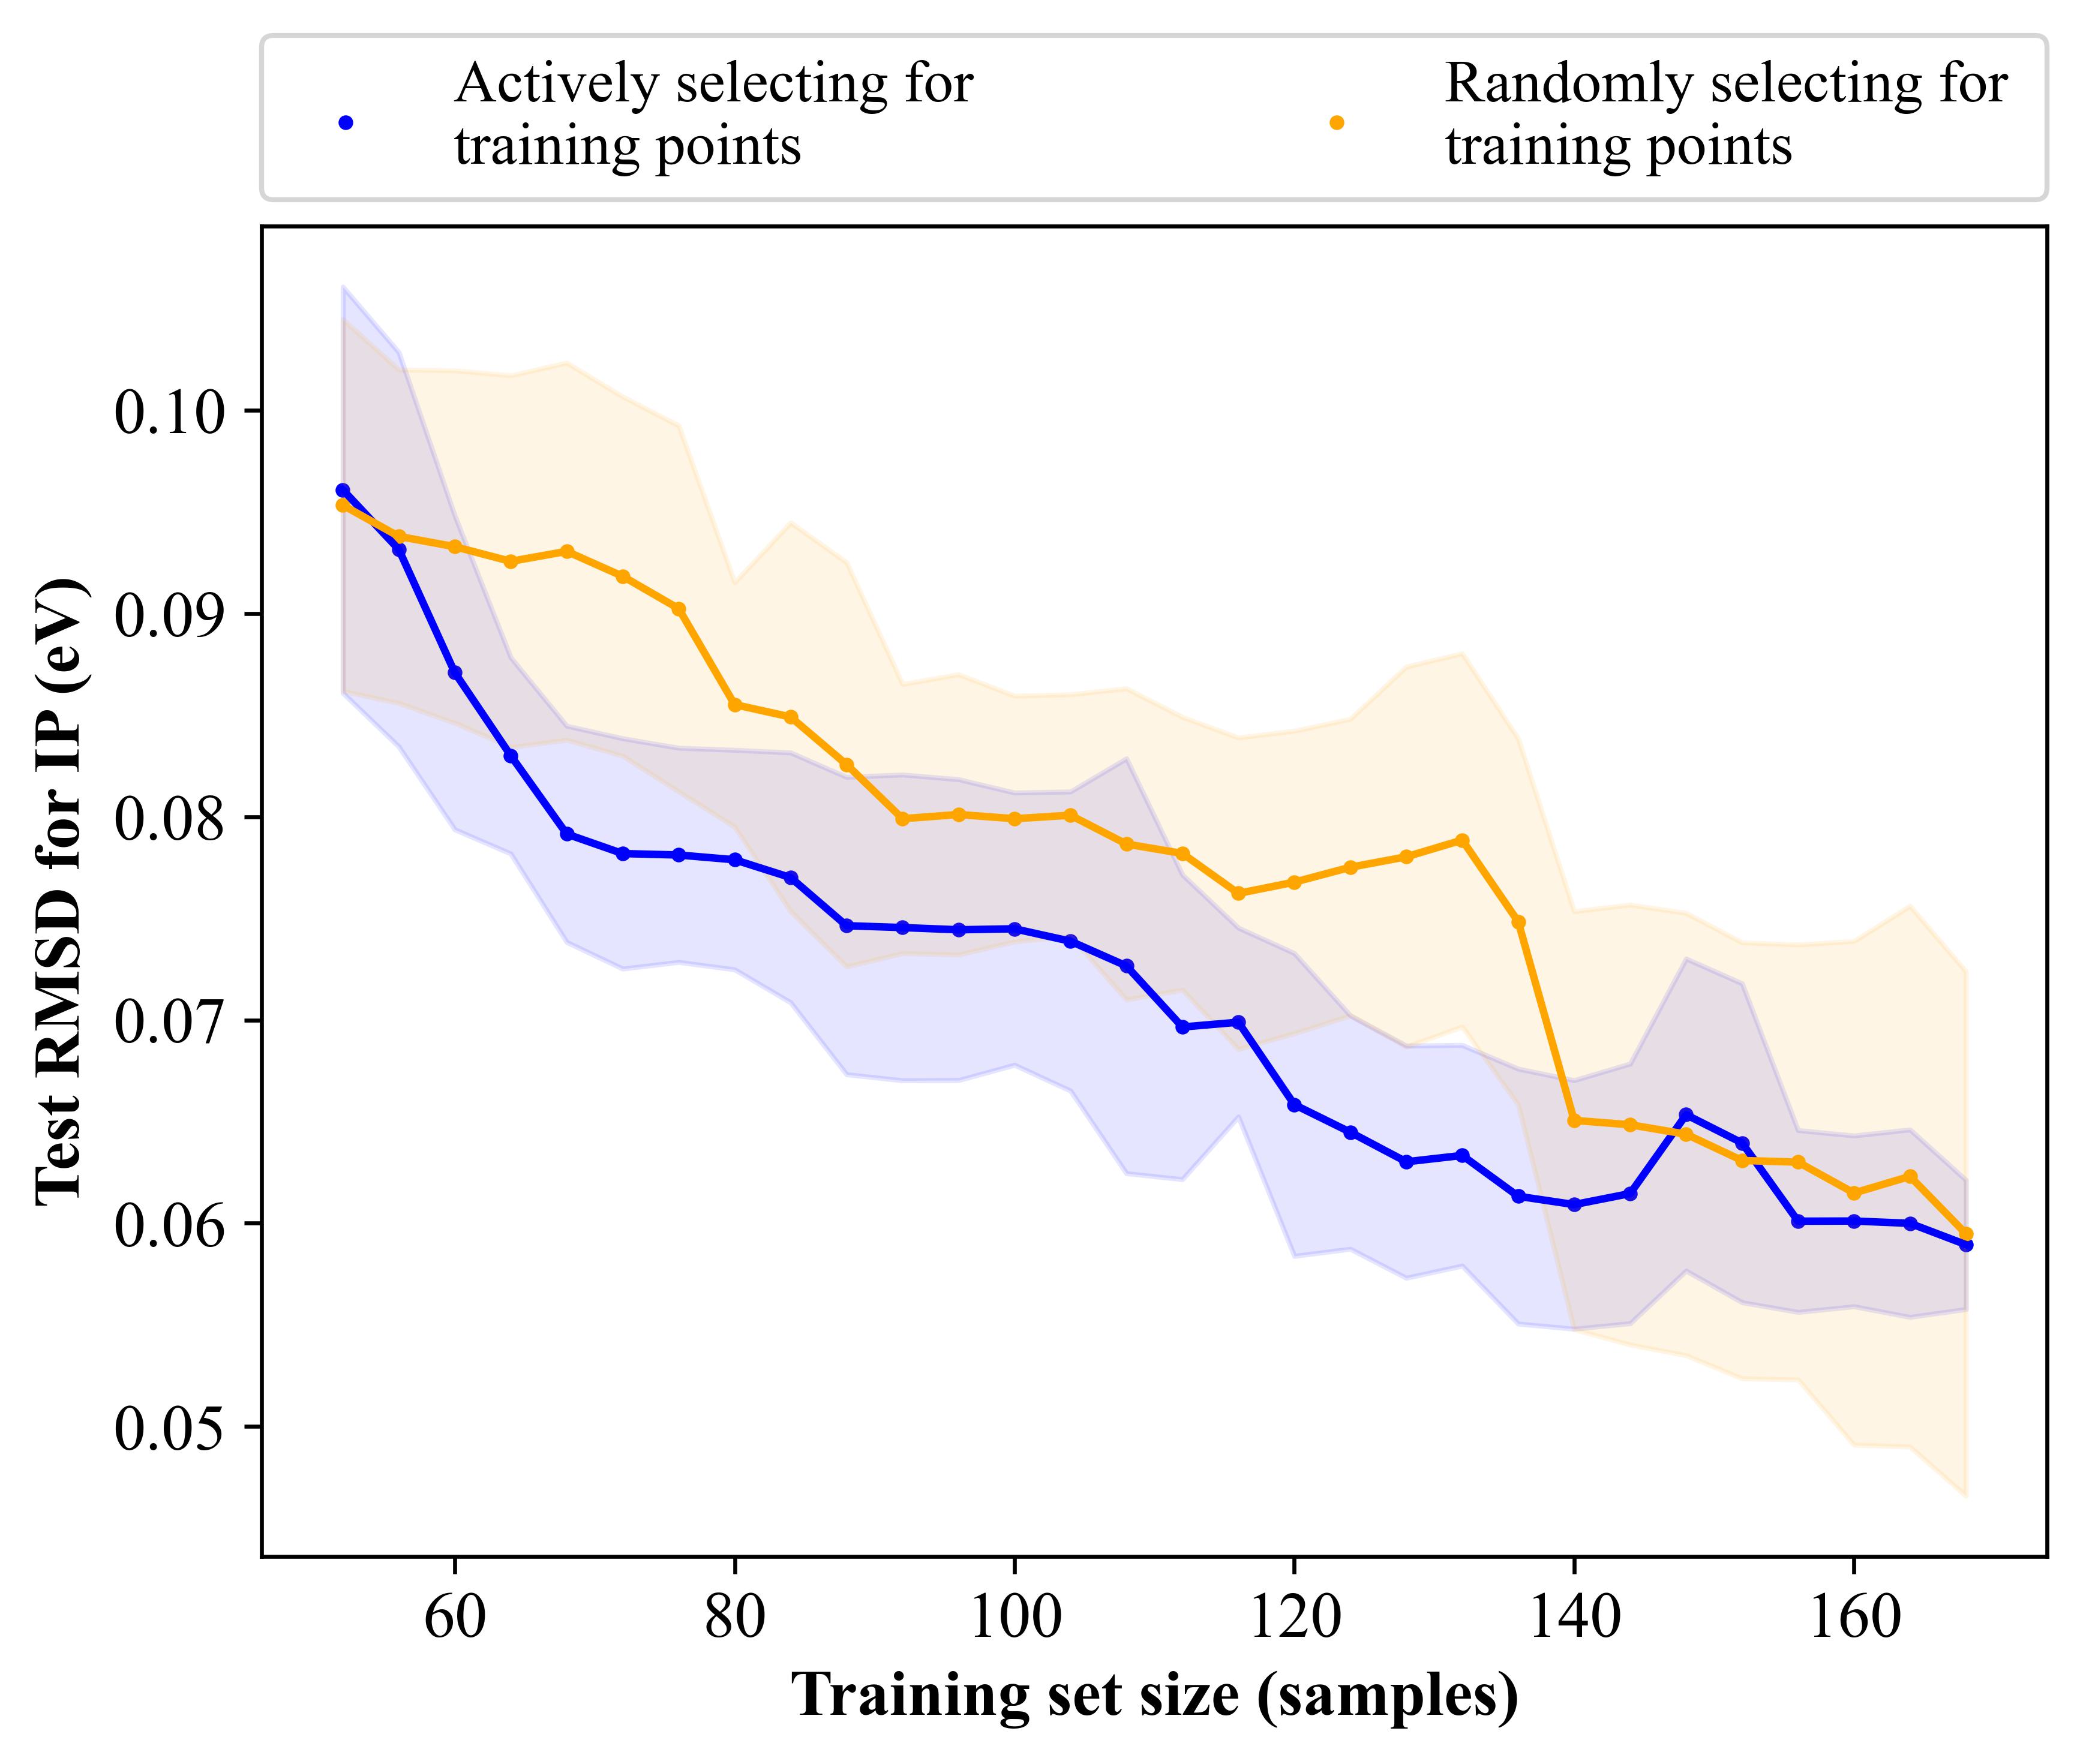 Actively selecting for
training points
Randomly selecting for
training points
Test RMSD for IP (eV)
0.10
0.09
0.08
0.07
0.06
0.05
60
80
100
120
140
160
Training set size (samples)